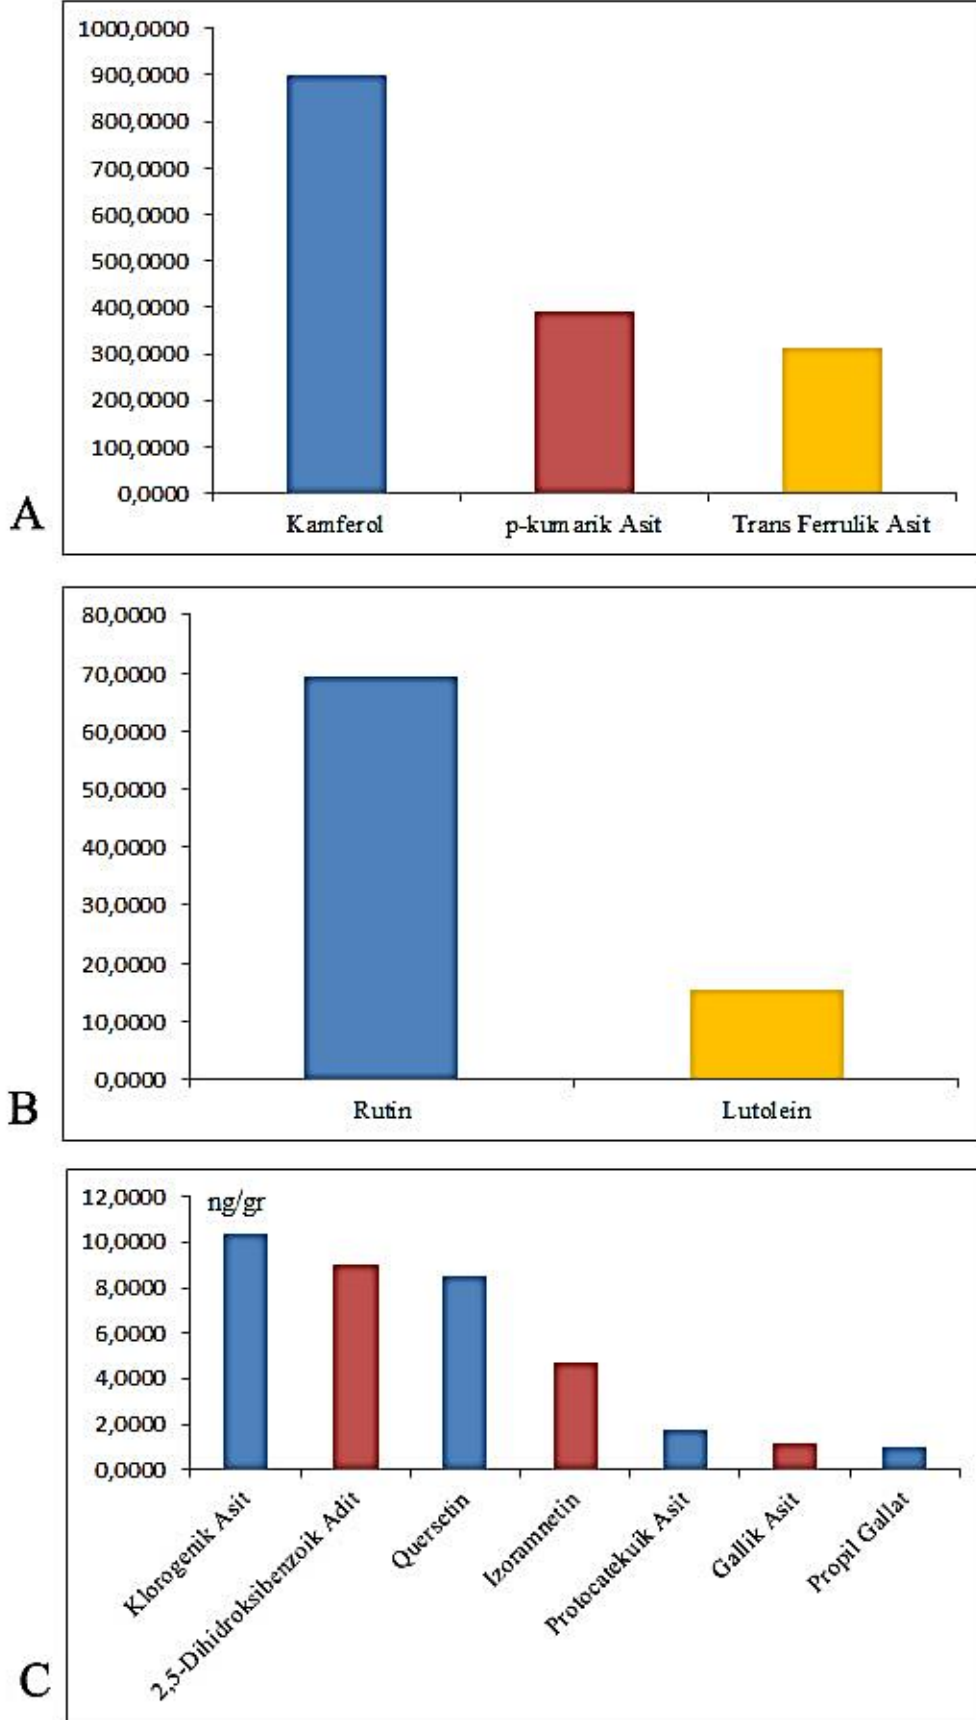 1000,0000
900,0000
800,0000
700,0000
600,0000
500,0000
400,0000
300,0000
200,0000
100,0000
0,0000
Kamferol
p-kumarik Asit
Trans Ferrulik Asit
A
80,0000
70,0000
60,0000
50,0000
40,0000
30,0000
20,0000
10,0000
0,0000
Rutin
Lutolein
B
12,0000
ng/gr
10,0000
8,0000
6,0000
4,0000
2,0000
0,0000
Klorogenik Asit
2,5-Dihidroksibenzoik Adit
Quersetin
Izoramnetin
Protocatekuik Asit
Gallik Asit
Propil Gallat
C